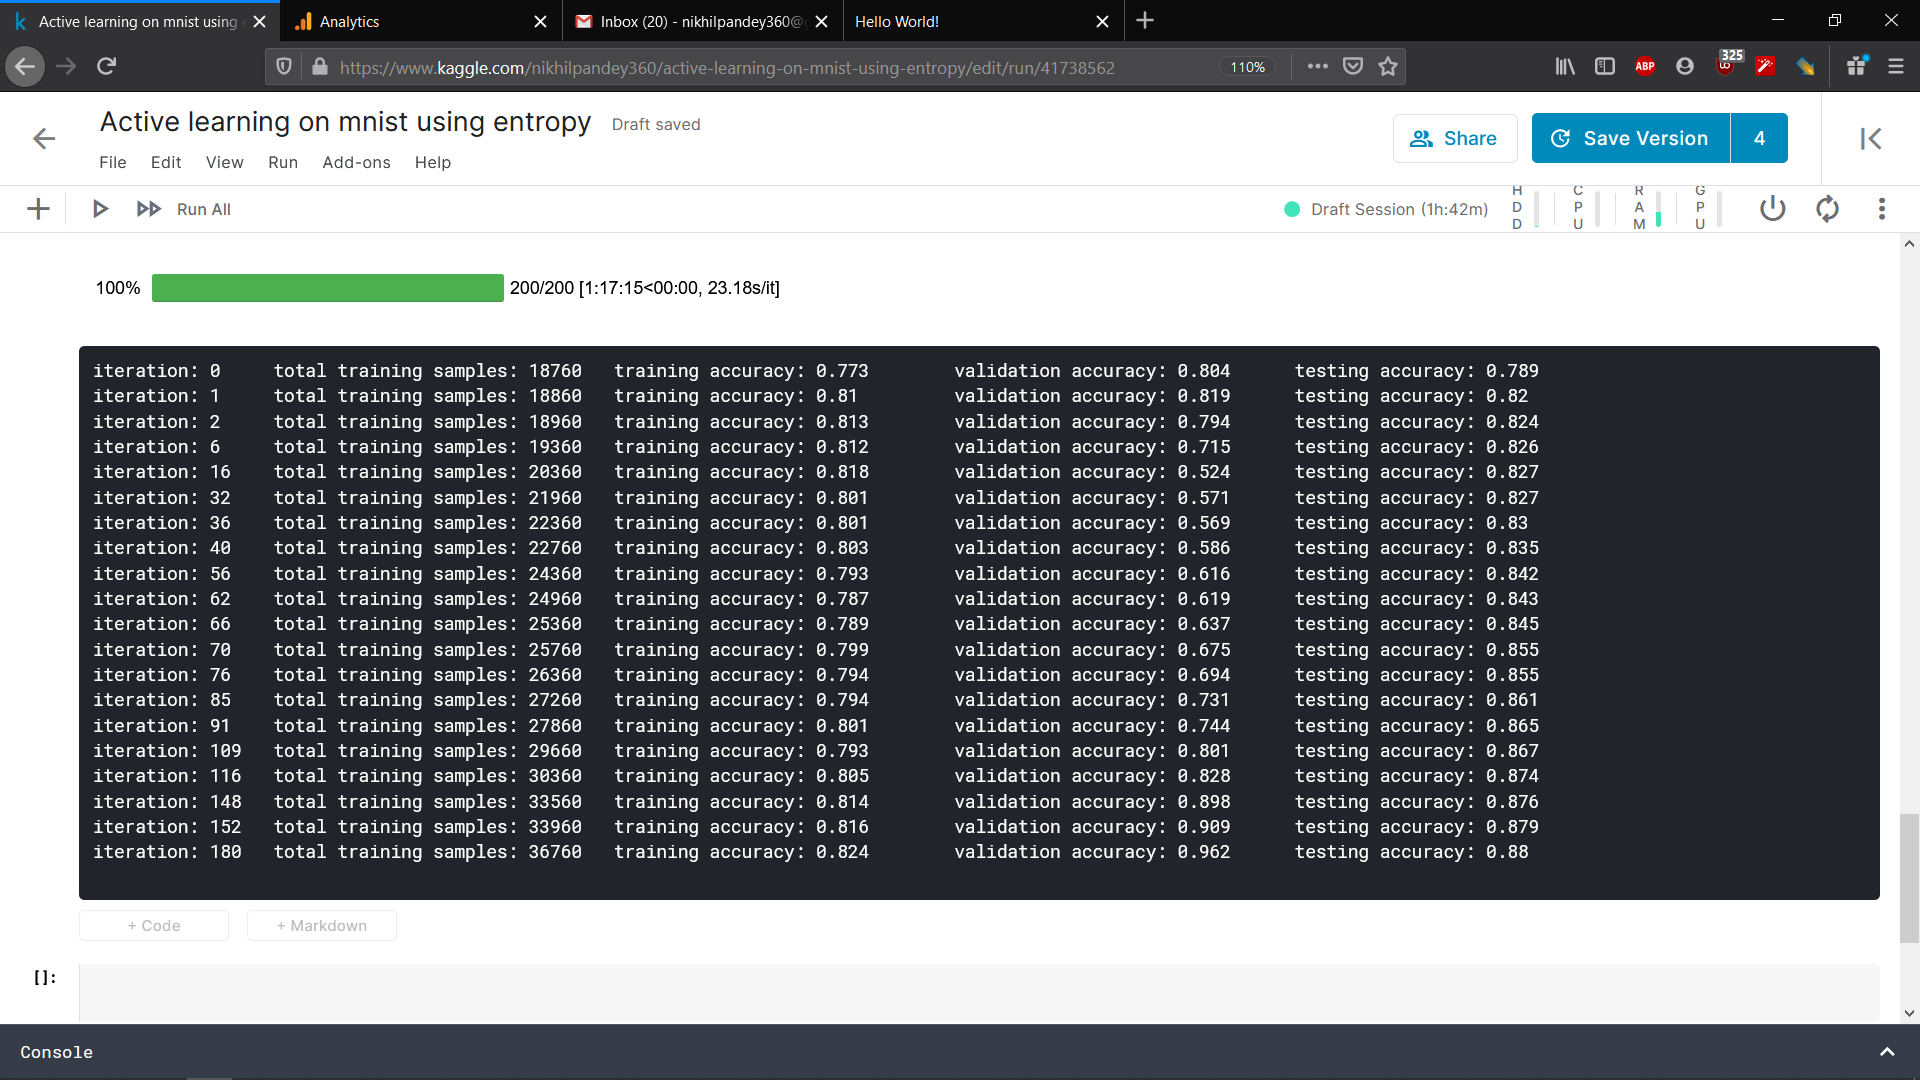 Active learning on mnist using
Analytics
Inbox (20) - nikhilpandey360@
Hello World!
https://www.kaggle.com/nikhilpandey360/active-learning-on-mnist-using-entropy/edit/run/41738562
110%
ABP
325
Active learning on mnist using entropy
Draft saved
File Edit View Run Add-ons Help
Share
Save Version
4
Run All
Draft Session (1h:42m)
HDD
CPU
RAM
GPU
100% 200/200 [1:17:15<00:00, 23.18s/it]
iteration: 0 total training samples: 18760 training accuracy: 0.773 validation accuracy: 0.804 testing accuracy: 0.789
iteration: 1 total training samples: 18860 training accuracy: 0.81 validation accuracy: 0.819 testing accuracy: 0.82
iteration: 2 total training samples: 18960 training accuracy: 0.813 validation accuracy: 0.794 testing accuracy: 0.824
iteration: 6 total training samples: 19360 training accuracy: 0.812 validation accuracy: 0.715 testing accuracy: 0.826
iteration: 16 total training samples: 20360 training accuracy: 0.818 validation accuracy: 0.524 testing accuracy: 0.827
iteration: 32 total training samples: 21960 training accuracy: 0.801 validation accuracy: 0.571 testing accuracy: 0.827
iteration: 36 total training samples: 22360 training accuracy: 0.801 validation accuracy: 0.569 testing accuracy: 0.83
iteration: 40 total training samples: 22760 training accuracy: 0.803 validation accuracy: 0.586 testing accuracy: 0.835
iteration: 56 total training samples: 24360 training accuracy: 0.793 validation accuracy: 0.616 testing accuracy: 0.842
iteration: 62 total training samples: 24960 training accuracy: 0.787 validation accuracy: 0.619 testing accuracy: 0.843
iteration: 66 total training samples: 25360 training accuracy: 0.789 validation accuracy: 0.637 testing accuracy: 0.845
iteration: 70 total training samples: 25760 training accuracy: 0.799 validation accuracy: 0.675 testing accuracy: 0.855
iteration: 76 total training samples: 26360 training accuracy: 0.794 validation accuracy: 0.694 testing accuracy: 0.855
iteration: 85 total training samples: 27260 training accuracy: 0.794 validation accuracy: 0.731 testing accuracy: 0.861
iteration: 91 total training samples: 27860 training accuracy: 0.801 validation accuracy: 0.744 testing accuracy: 0.865
iteration: 109 total training samples: 29660 training accuracy: 0.793 validation accuracy: 0.801 testing accuracy: 0.867
iteration: 116 total training samples: 30360 training accuracy: 0.805 validation accuracy: 0.828 testing accuracy: 0.874
iteration: 148 total training samples: 33560 training accuracy: 0.814 validation accuracy: 0.898 testing accuracy: 0.876
iteration: 152 total training samples: 33960 training accuracy: 0.816 validation accuracy: 0.909 testing accuracy: 0.879
iteration: 180 total training samples: 36760 training accuracy: 0.824 validation accuracy: 0.962 testing accuracy: 0.88
+ Code + Markdown
[]:
Console